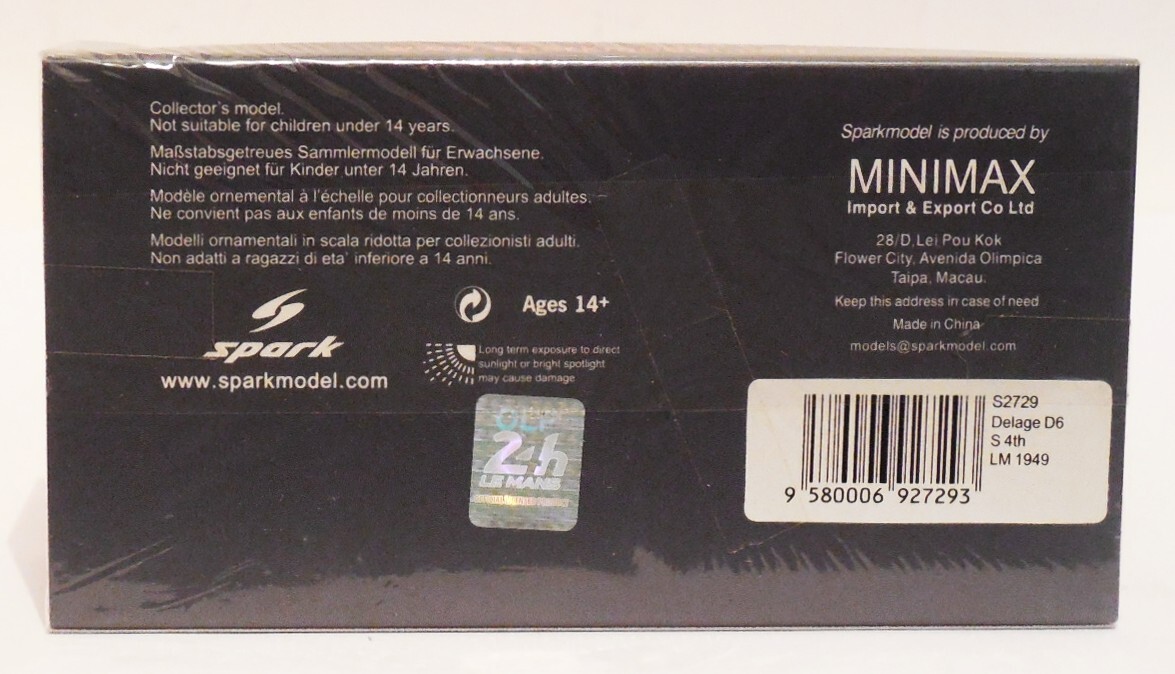 Collector's model.
Not suitable for children under 14 years.
Maßstabsgetreues Sammlermodell für Erwachsene.
Nicht geeignet für Kinder unter 14 Jahren.
Modèle ornemental à l'échelle pour collectionneurs adultes.
Ne convient pas aux enfants de moins de 14 ans.
Modelli ornamentali in scala ridotta per collezionisti adulti.
Non adatti a ragazzi di eta' inferiore a 14 anni.
spark
www.sparkmodel.com
Ages 14+
Long term exposure to direct
sunlight or bright spotlight
may cause damage
24h
LE MANS
Sparkmodel is produced by
MINIMAX
Import & Export Co Ltd
28/D, Lei Pou Kok
Flower City, Avenida Olimpica
Taipa, Macau.
Keep this address in case of need
Made in China
models@sparkmodel.com
S2729
Delage D6
S 4th
LM 1949
9 580006 927293